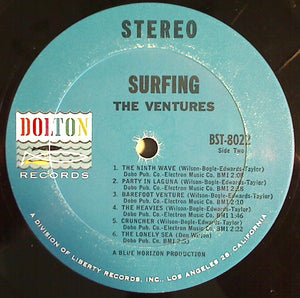 STEREO
SURFING
THE VENTURES
DOLTON
RECORDS
BST-8022
Side Two
1. THE NINTH WAVE (Wilson-Bogle-Edwards-Taylor)
Dobo Pub. Co.-Electron Music Co. BMI 2:08
2. PARTY IN LAGUNA (Wilson-Bogle-Edwards-Taylor)
Dobo Pub. Co.-Electron Music Co. BMI 2:28
3. BAREFOOT VENTURE (Wilson-Bogle-Edwards-Taylor)
Dobo Pub. Co.-Electron Music Co. BMI 2:10
4. THE HEAVIES (Wilson-Bogle-Edwards-Taylor)
Dobo Pub. Co.-Electron Music Co. BMI 1:46
5. CRUNCHER (Wilson-Bogle-Edwards-Taylor)
Dobo Pub. Co.-Electron Music Co. BMI 2:22
6. THE LONELY SEA (Don Wilson)
Dobo Pub. Co. BMI 2:53
A BLUE HORIZON PRODUCTION
A DIVISION OF LIBERTY RECORDS, INC., LOS ANGELES 28, CALIFORNIA